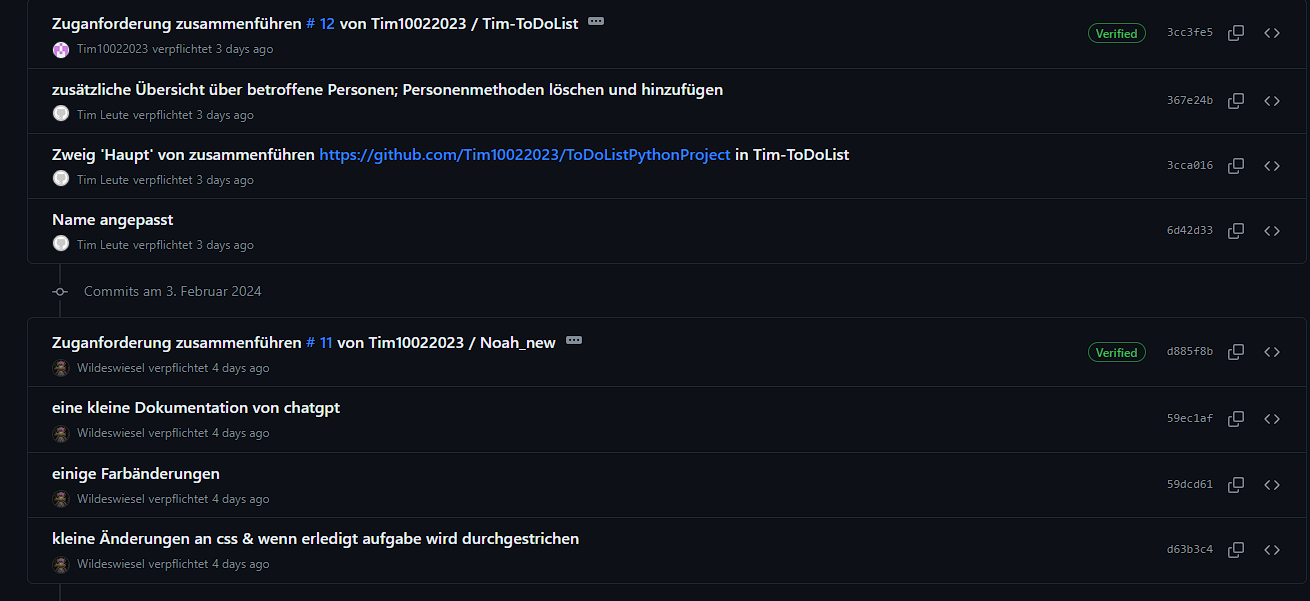 Zuganforderung zusammenführen # 12 von Tim10022023 / Tim-ToDoList
Tim10022023 verpflichtet 3 days ago
Verified
3cc3fe5
zusätzliche Übersicht über betroffene Personen; Personenmethoden löschen und hinzufügen
Tim Leute verpflichtet 3 days ago
367e24b
Zweig 'Haupt' von zusammenführen https://github.com/Tim10022023/ToDoListPythonProject in Tim-ToDoList
Tim Leute verpflichtet 3 days ago
3cca016
Name angepasst
Tim Leute verpflichtet 3 days ago
6d42d33
Commits am 3. Februar 2024
Zuganforderung zusammenführen # 11 von Tim10022023 / Noah_new
Wildeswiesel verpflichtet 4 days ago
Verified
d885f8b
eine kleine Dokumentation von chatgpt
Wildeswiesel verpflichtet 4 days ago
59ec1af
einige Farbänderungen
Wildeswiesel verpflichtet 4 days ago
59dcd61
kleine Änderungen an css & wenn erledigt aufgabe wird durchgestrichen
Wildeswiesel verpflichtet 4 days ago
d63b3c4